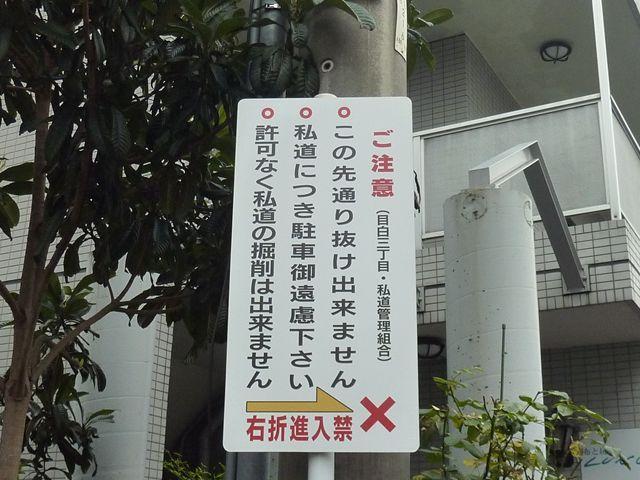 ご注意(目白三丁目・私道管理組合)
○この先通り抜け出来ません
○私道につき駐車御遠慮下さい
○許可なく私道の掘削は出来ません
右折進入禁